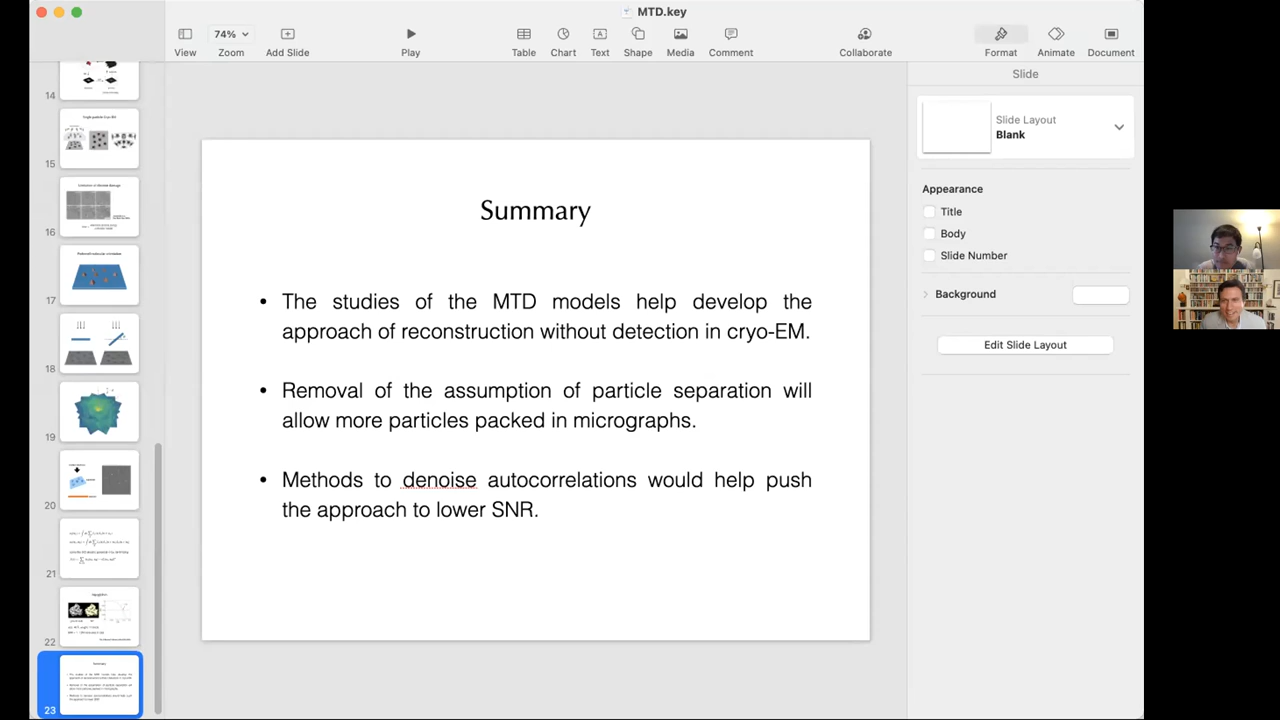 MTD.key
View
74%
Zoom
Add Slide
Play
Table
Chart
Text
Shape
Media
Comment
Collaborate
Format
Animate
Document
Slide
Slide Layout
Blank
Appearance
Title
Body
Slide Number
Background
Edit Slide Layout
14
15
16
17
18
19
20
21
22
23
Summary
• The studies of the MTD models help develop the
approach of reconstruction without detection in cryo-EM.
• Removal of the assumption of particle separation will
allow more particles packed in micrographs.
• Methods to denoise autocorrelations would help push
the approach to lower SNR.